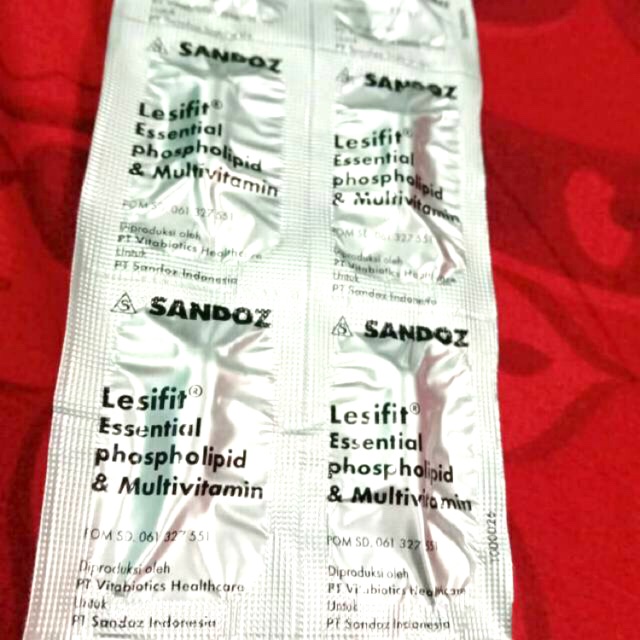 SANDOZ
Lesifit®
Essential
phospholipid
& Multivitamin
POM SD. 061 327 551
Diproduksi oleh
PT Vitabiotics Healthcare
Untuk
PT Sandoz Indonesia
SANDOZ
Lesifit®
Essential
phospholipid
& Multivitamin
POM SD. 061 327 551
Diproduksi oleh
PT Vitabiotics Healthcare
Untuk
PT Sandoz Indonesia
SANDOZ
Lesifit®
Essential
phospholipid
& Multivitamin
POM SD. 061 327 551
Diproduksi oleh
PT Vitabiotics Healthcare
Untuk
PT Sandoz Indonesia
SANDOZ
Lesifit®
Essential
phospholipid
& Multivitamin
POM SD. 061 327 551
Diproduksi oleh
PT Vitabiotics Healthcare
Untuk
PT Sandoz Indonesia